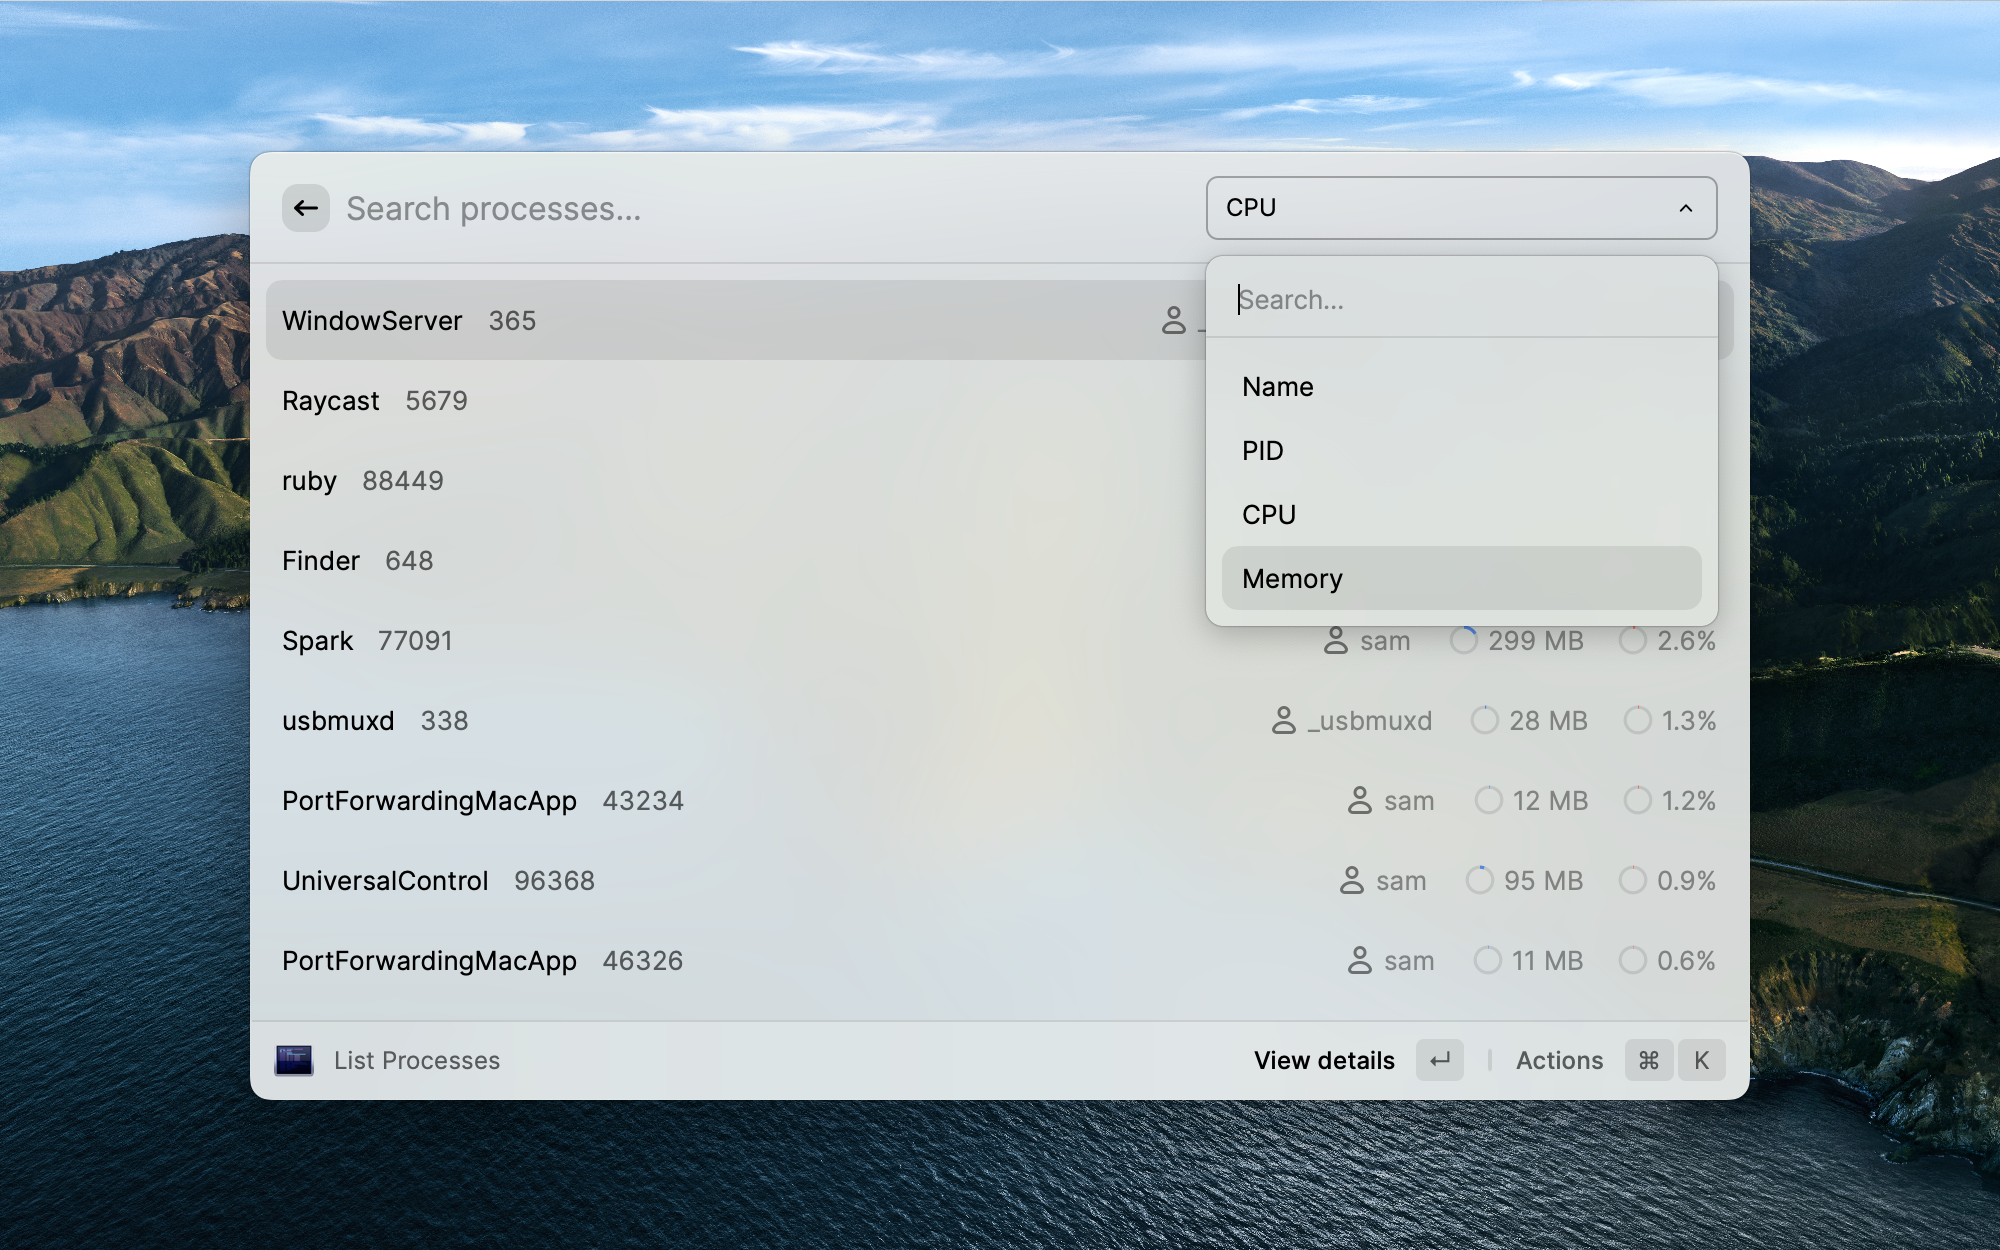 Search processes...
CPU
Search...
Name
PID
CPU
Memory
WindowServer 365
Raycast 5679
ruby 88449
Finder 648
Spark 77091 sam 299 MB 2.6%
usbmuxd 338 _usbmuxd 28 MB 1.3%
PortForwardingMacApp 43234 sam 12 MB 1.2%
UniversalControl 96368 sam 95 MB 0.9%
PortForwardingMacApp 46326 sam 11 MB 0.6%
List Processes View details ↵ Actions ⌘ K